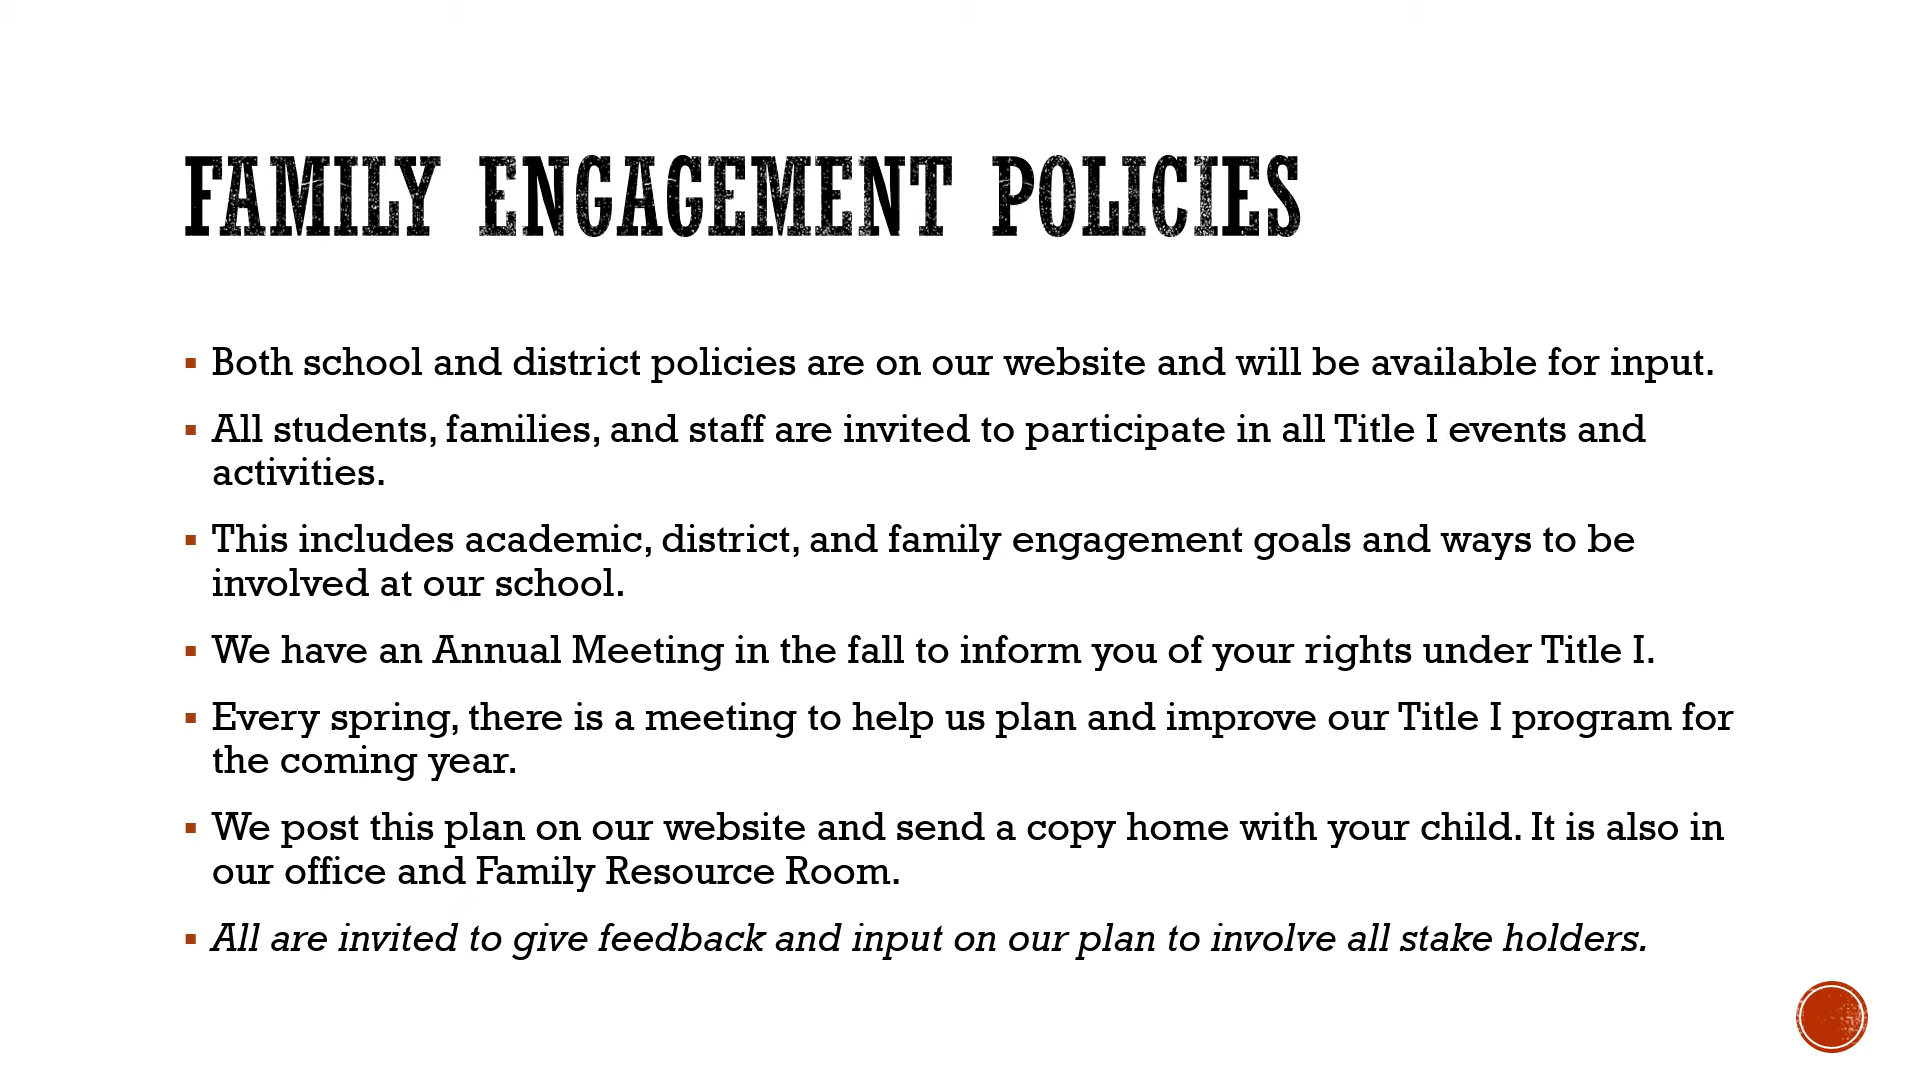 FAMILY ENGAGEMENT POLICIES
▪ Both school and district policies are on our website and will be available for input.
▪ All students, families, and staff are invited to participate in all Title I events and
activities.
▪ This includes academic, district, and family engagement goals and ways to be
involved at our school.
▪ We have an Annual Meeting in the fall to inform you of your rights under Title I.
▪ Every spring, there is a meeting to help us plan and improve our Title I program for
the coming year.
▪ We post this plan on our website and send a copy home with your child. It is also in
our office and Family Resource Room.
▪ All are invited to give feedback and input on our plan to involve all stake holders.